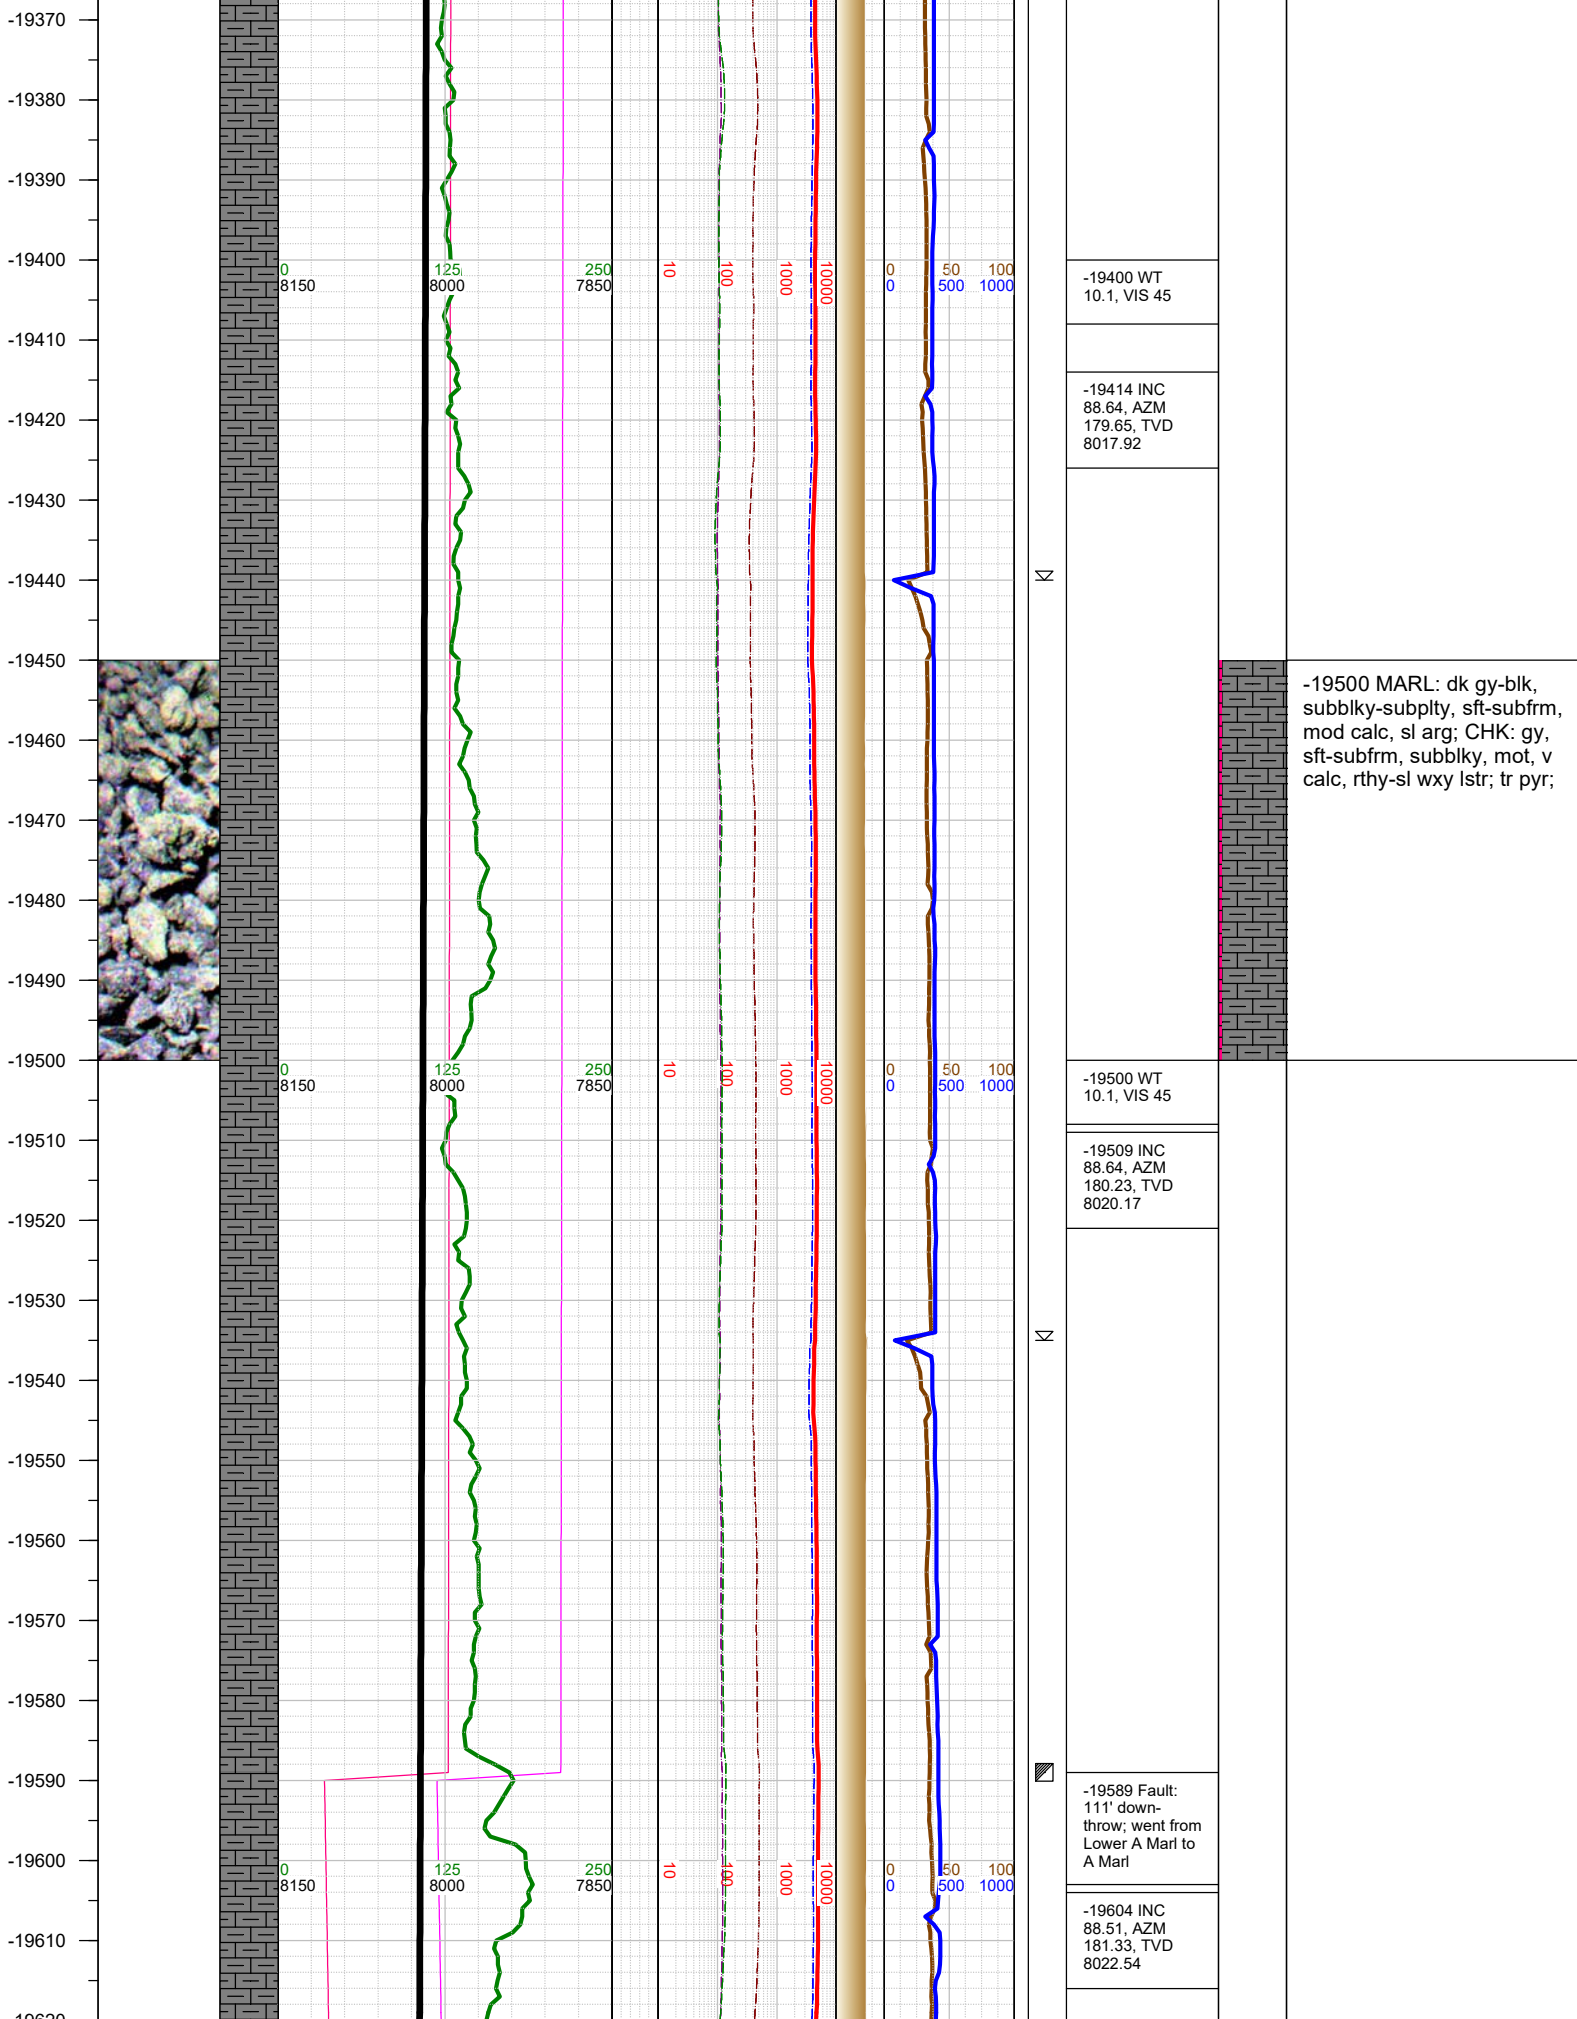 -19370
-19380
-19390
-19400
0 125 250
8150 8000 7850
10 100 1000 10000
0 50 100
0 500 1000
-19400 WT
10.1, VIS 45
-19410
-19414 INC
88.64, AZM
179.65, TVD
8017.92
-19420
-19430
-19440
-19450
-19500 MARL: dk gy-blk,
subblky-subplty, sft-subfrm,
mod calc, sl arg; CHK: gy,
sft-subfrm, subblky, mot, v
calc, rthy-sl wxy lstr; tr pyr;
-19460
-19470
-19480
-19490
-19500
0 125 250
8150 8000 7850
10 100 1000 10000
0 50 100
0 500 1000
-19500 WT
10.1, VIS 45
-19510
-19509 INC
88.64, AZM
180.23, TVD
8020.17
-19520
-19530
-19540
-19550
-19560
-19570
-19580
-19590
-19589 Fault:
111' down-
throw; went from
Lower A Marl to
A Marl
-19600
0 125 250
8150 8000 7850
10 100 1000 10000
0 50 100
0 500 1000
-19604 INC
88.51, AZM
181.33, TVD
8022.54
-19610